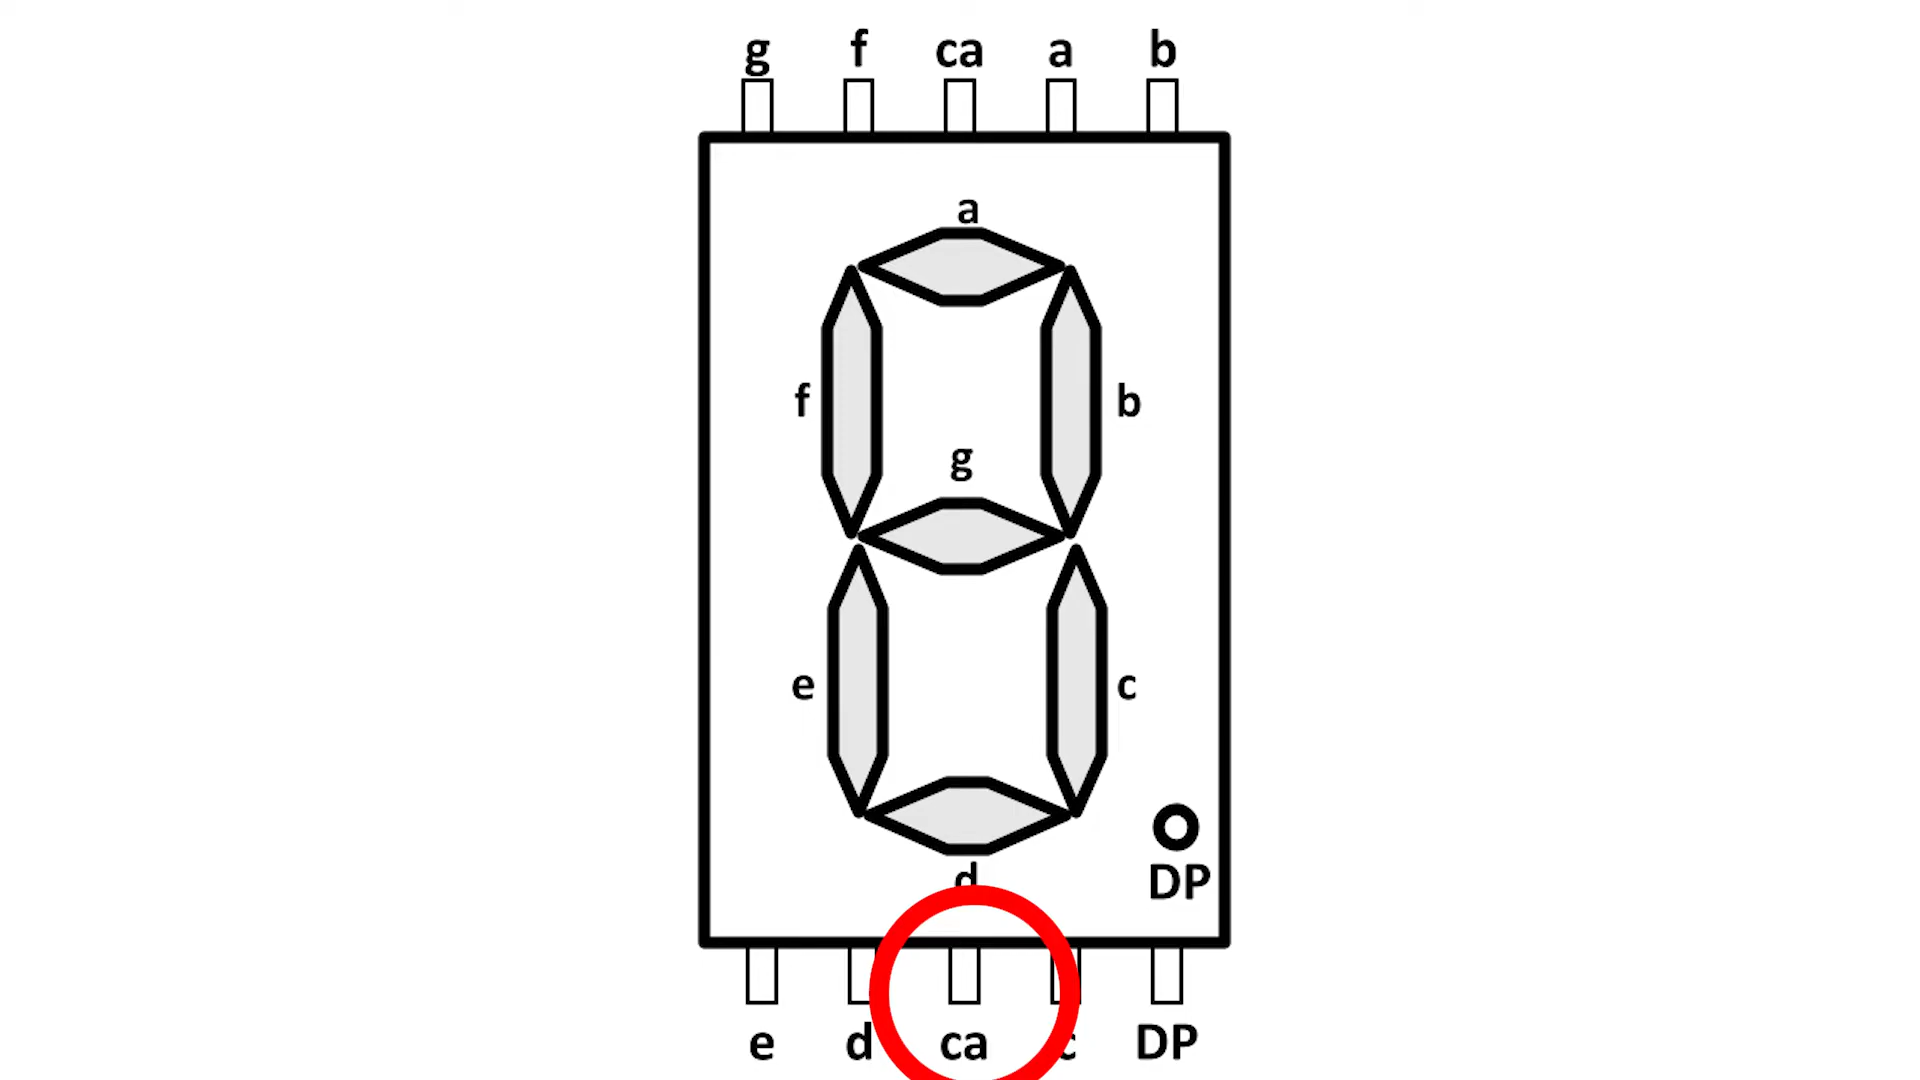 g f ca a b
a
f b
g
e c
d
DP
e d ca c DP